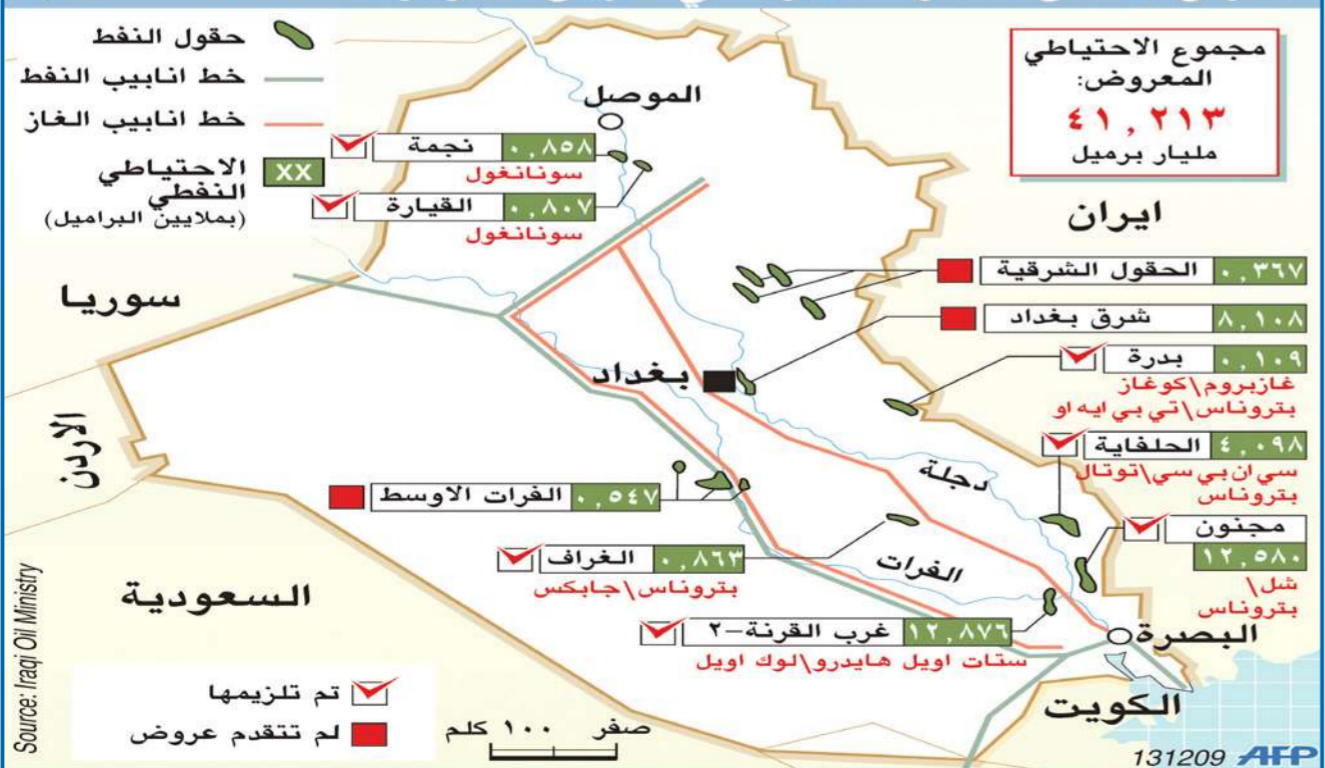 حقول النفط
خط انابيب النفط
خط انابيب الغاز
XX الاحتياطي
النفطي
(بملايين البراميل)
مجموع الاحتياطي
المعروض:
٤١,٢١٣
مليار برميل
الموصل
نجمة ٠,٨٥٨
سونانغول
القيارة ٠,٨٠٧
سونانغول
ايران
سوريا
الحقول الشرقية ٠,٣٦٧
شرق بغداد ٨,١٠٨
بدرة ٠,١٠٩
غازبروم\كوغاز
بتروناس\تي بي ايه او
بغداد
الاردن
الحلفاية ٤,٠٩٨
سي ان بي سي\توتال
بتروناس
دجلة
الفرات الاوسط ٠,٥٤٧
مجنون
١٢,٥٨٠
شل\
بتروناس
الغراف ٠,٨٦٣
بتروناس\جابكس
الفرات
السعودية
غرب القرنة-٢ ١٢,٨٧٦
ستات اويل هايدرو\لوك اويل
البصرة
الكويت
تم تلزيمها
لم تتقدم عروض
صفر ١٠٠ كلم
Source: Iraqi Oil Ministry
131209 AFP